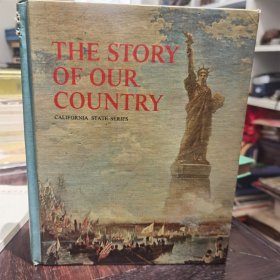 THE STORY
OF OUR
COUNTRY
CALIFORNIA STATE SERIES